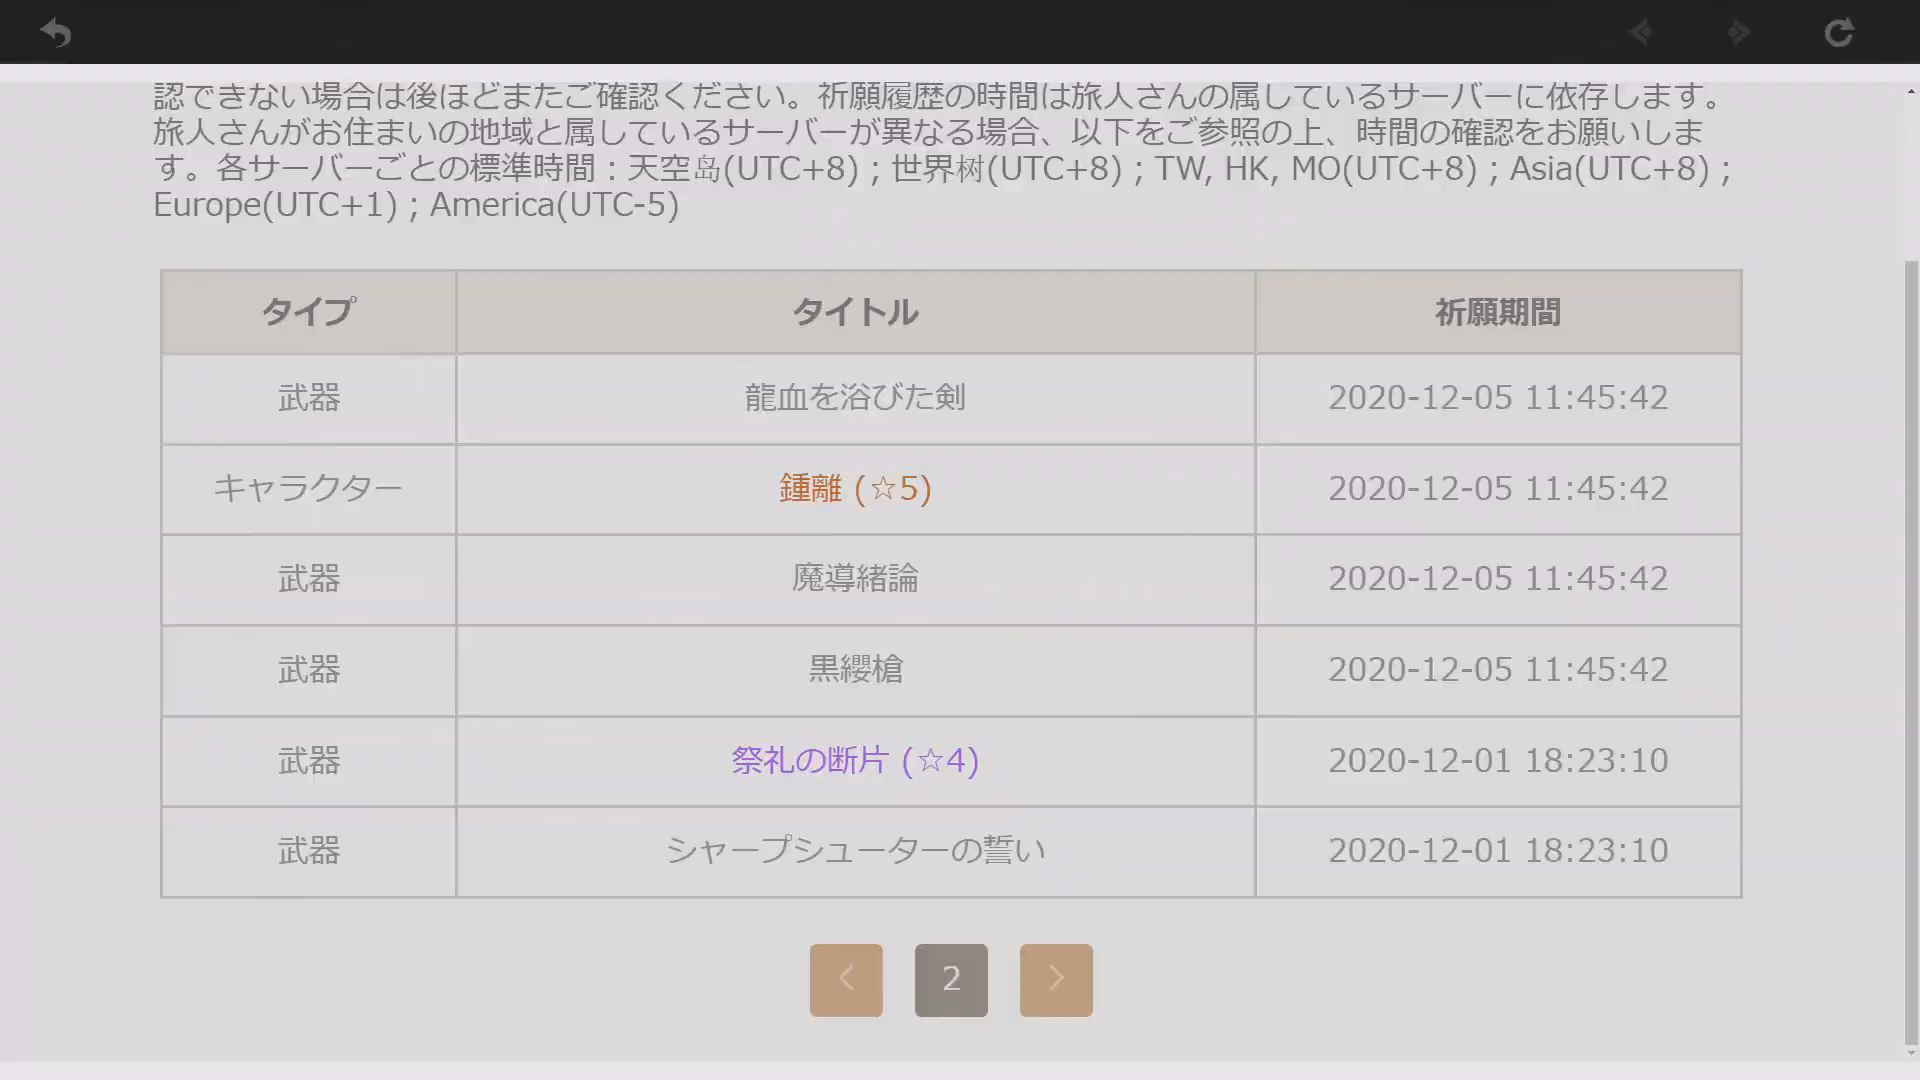 認できない場合は後ほどまたご確認ください。祈願履歴の時間は旅人さんの属しているサーバーに依存します。
旅人さんがお住まいの地域と属しているサーバーが異なる場合、以下をご参照の上、時間の確認をお願いしま
す。各サーバーごとの標準時間：天空岛(UTC+8)；世界树(UTC+8)；TW, HK, MO(UTC+8)；Asia(UTC+8)；
Europe(UTC+1)；America(UTC-5)
タイプ タイトル 祈願期間
武器 龍血を浴びた剣 2020-12-05 11:45:42
キャラクター 鍾離 (☆5) 2020-12-05 11:45:42
武器 魔導緒論 2020-12-05 11:45:42
武器 黒纓槍 2020-12-05 11:45:42
武器 祭礼の断片 (☆4) 2020-12-01 18:23:10
武器 シャープシューターの誓い 2020-12-01 18:23:10
2